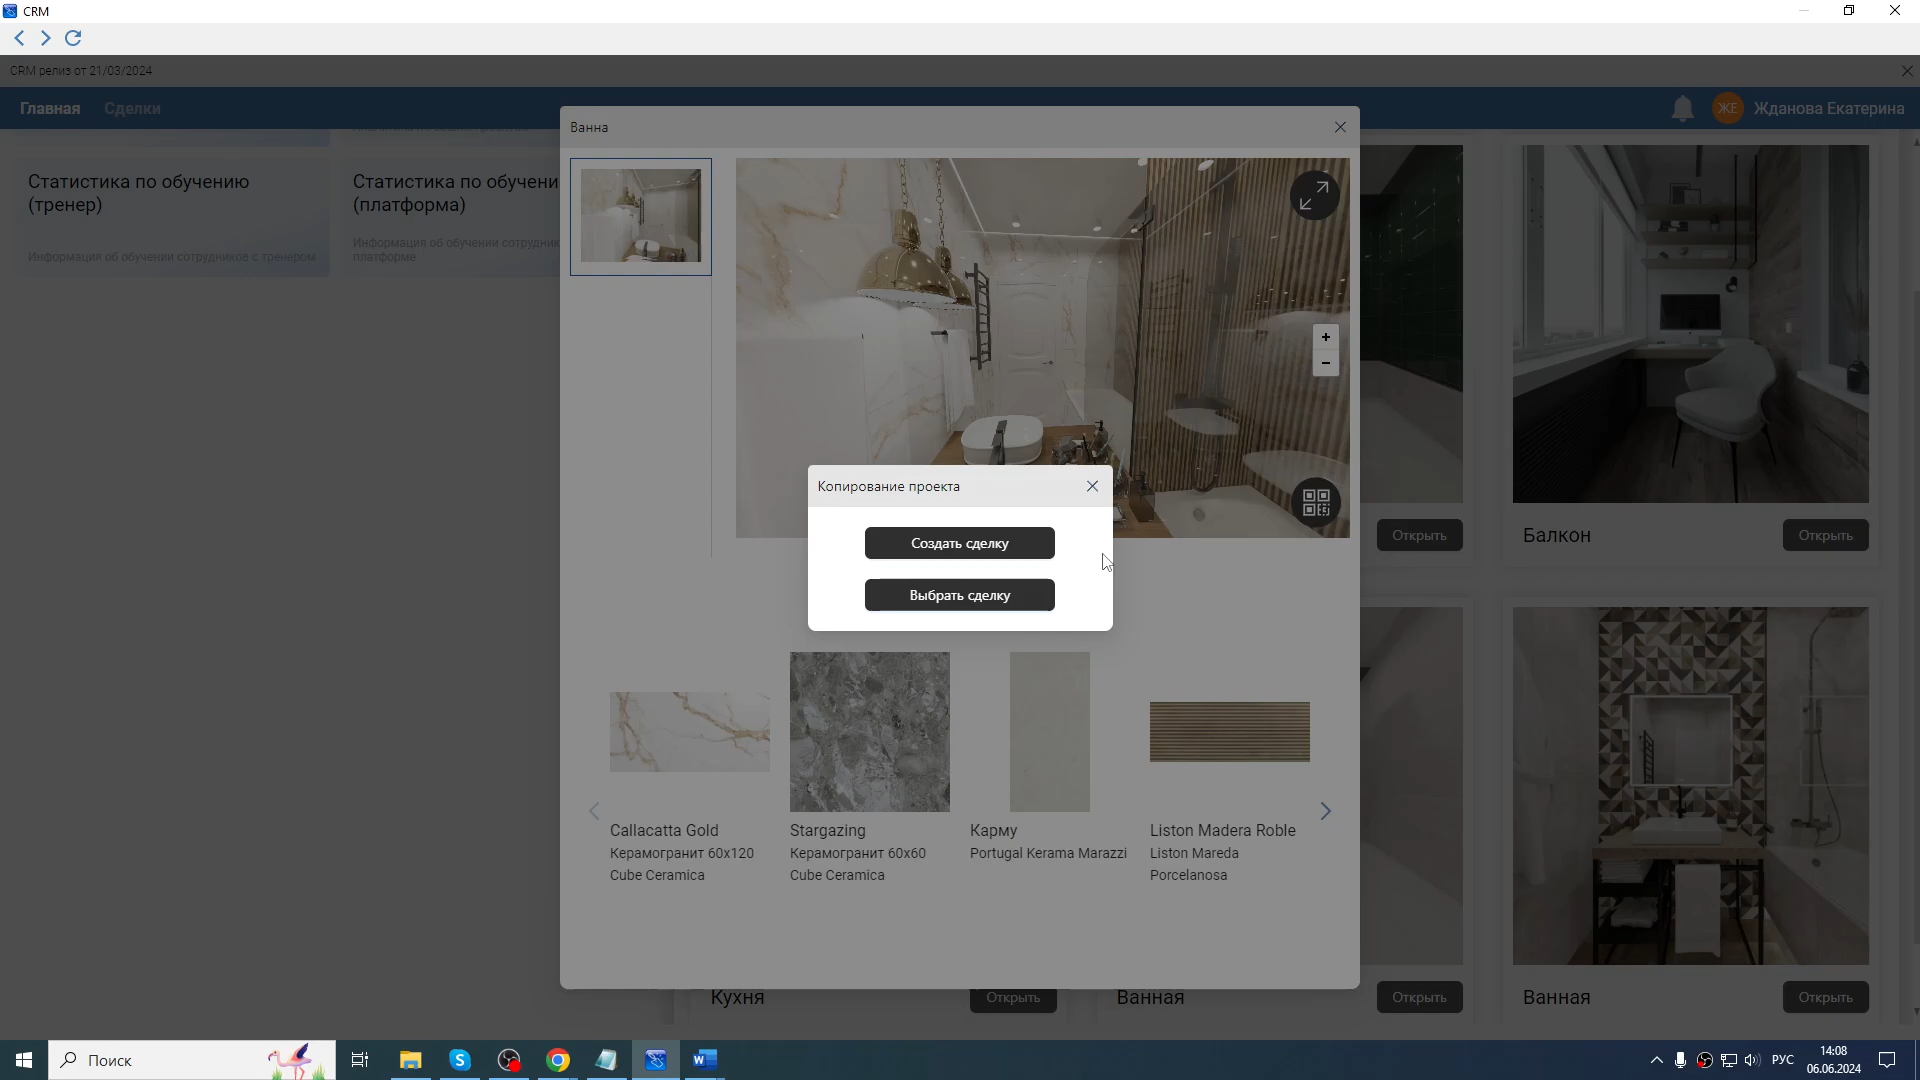 CRM
CRM релиз от 21/03/2024
Главная
Сделки
ЖЕ
Жданова Екатерина
Статистика по обучению
(тренер)
Информация об обучении сотрудников с тренером
Статистика по обучени
(платформа)
Информация об обучении сотрудник
платформе
Ванна
+
-
Копирование проекта
Создать сделку
Выбрать сделку
Callacatta Gold
Керамогранит 60x120
Cube Ceramica
Stargazing
Керамогранит 60x60
Cube Ceramica
Карму
Portugal Kerama Marazzi
Liston Madera Roble
Liston Mareda
Porcelanosa
Открыть
Балкон
Открыть
Кухня
Открыть
Ванная
Открыть
Ванная
Открыть
Поиск
РУС
14:08
06.06.2024